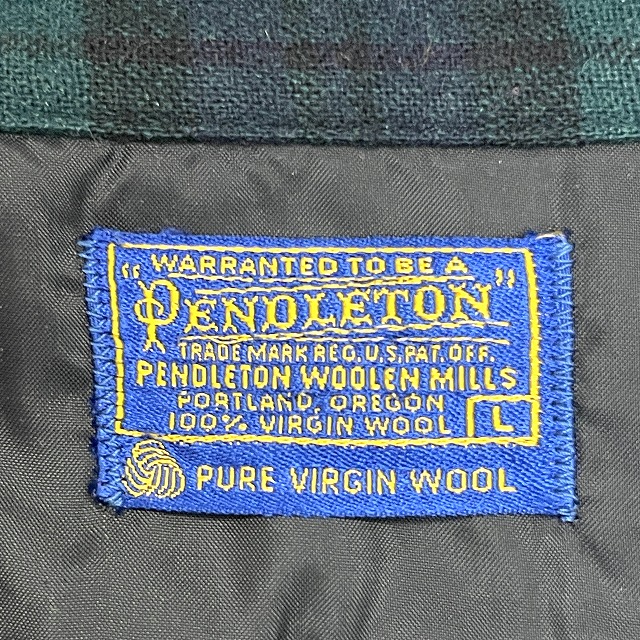 WARRANTED TO BE A
"PENDLETON"
TRADE MARK REG. U.S. PAT. OFF.
PENDLETON WOOLEN MILLS
PORTLAND, OREGON
100% VIRGIN WOOL L
PURE VIRGIN WOOL